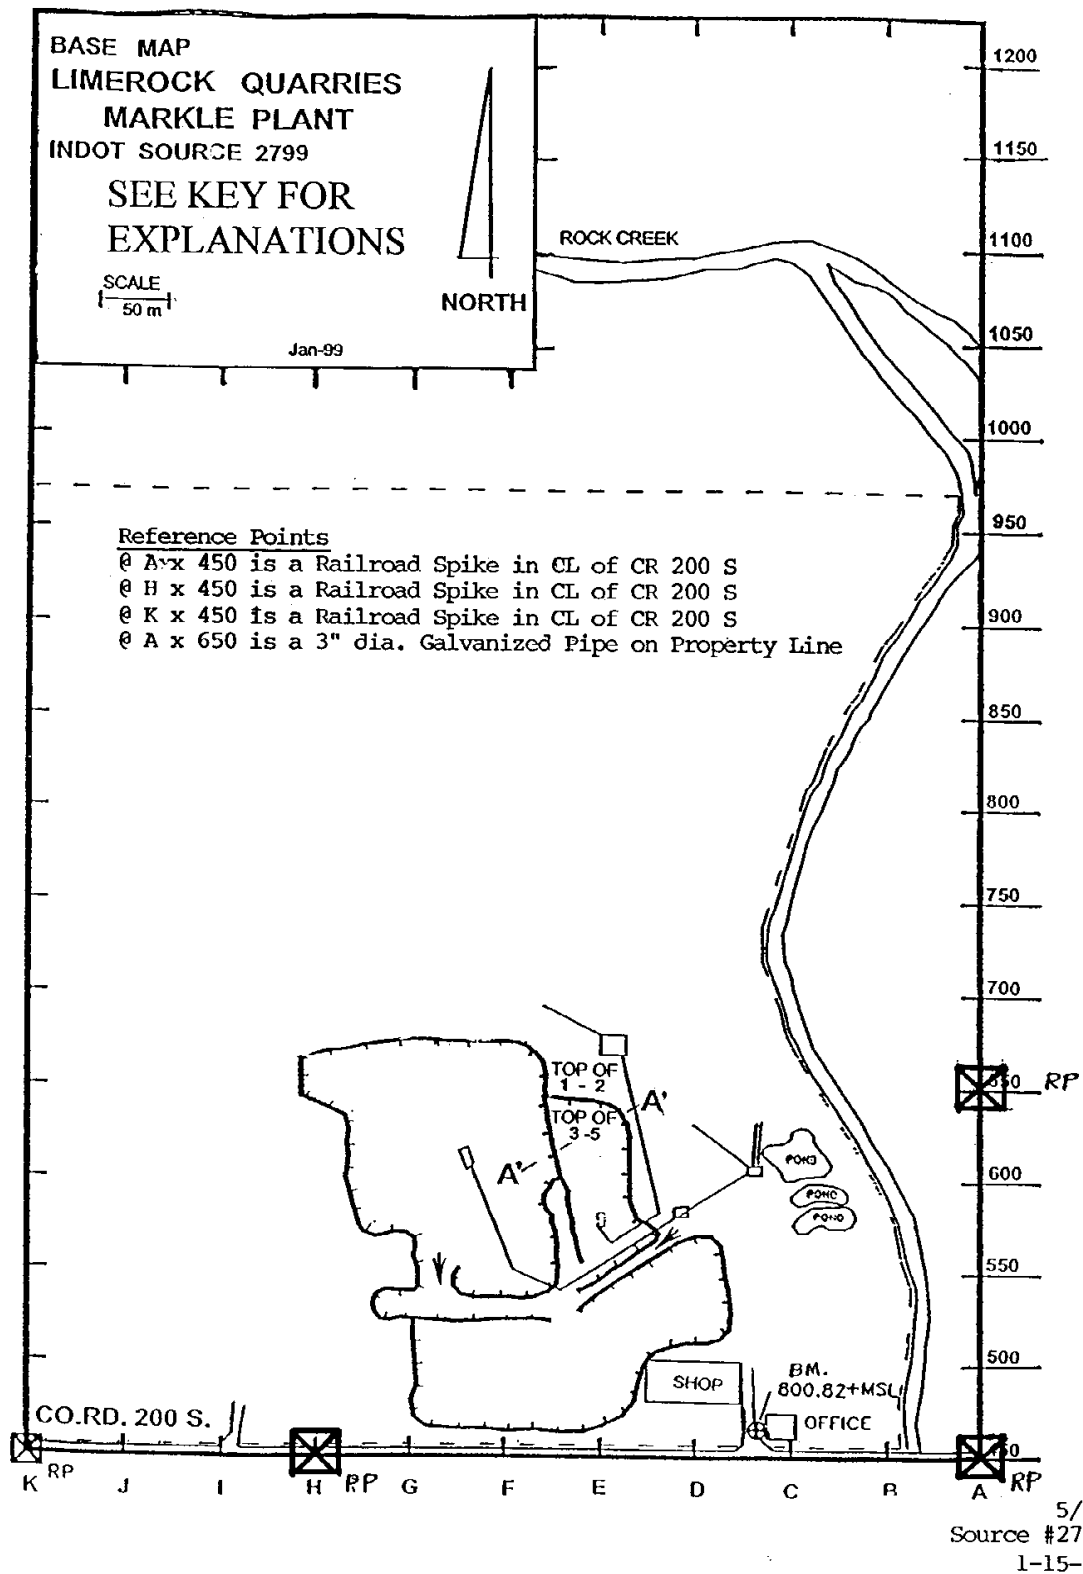 BASE MAP
LIMEROCK QUARRIES
MARKLE PLANT
INDOT SOURCE 2799
SEE KEY FOR
EXPLANATIONS
SCALE
50 m
NORTH
Jan-99
1200
1150
ROCK CREEK
1100
1050
1000
950
Reference Points
@ A x 450 is a Railroad Spike in CL of CR 200 S
@ H x 450 is a Railroad Spike in CL of CR 200 S
@ K x 450 is a Railroad Spike in CL of CR 200 S
@ A x 650 is a 3" dia. Galvanized Pipe on Property Line
900
850
800
750
700
TOP OF
1 - 2
A'
TOP OF
3 -5
A'
RP
POND
600
POND
POND
550
500
BM.
800.82+MSL
SHOP
OFFICE
CO.RD. 200 S.
K RP J I H RP G F E D C B A RP
5/
Source #27
1-15-